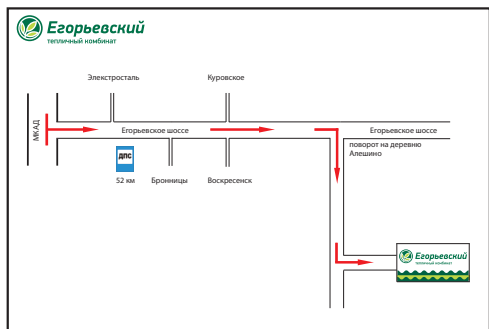 Егорьевский
тепличный комбинат
Элекстросталь
Куровское
МКАД
Егорьевское шоссе
Егорьевское шоссе
поворот на деревню
Алешино
ДПС
52 км
Бронницы
Воскресенск
Егорьевский
тепличный комбинат